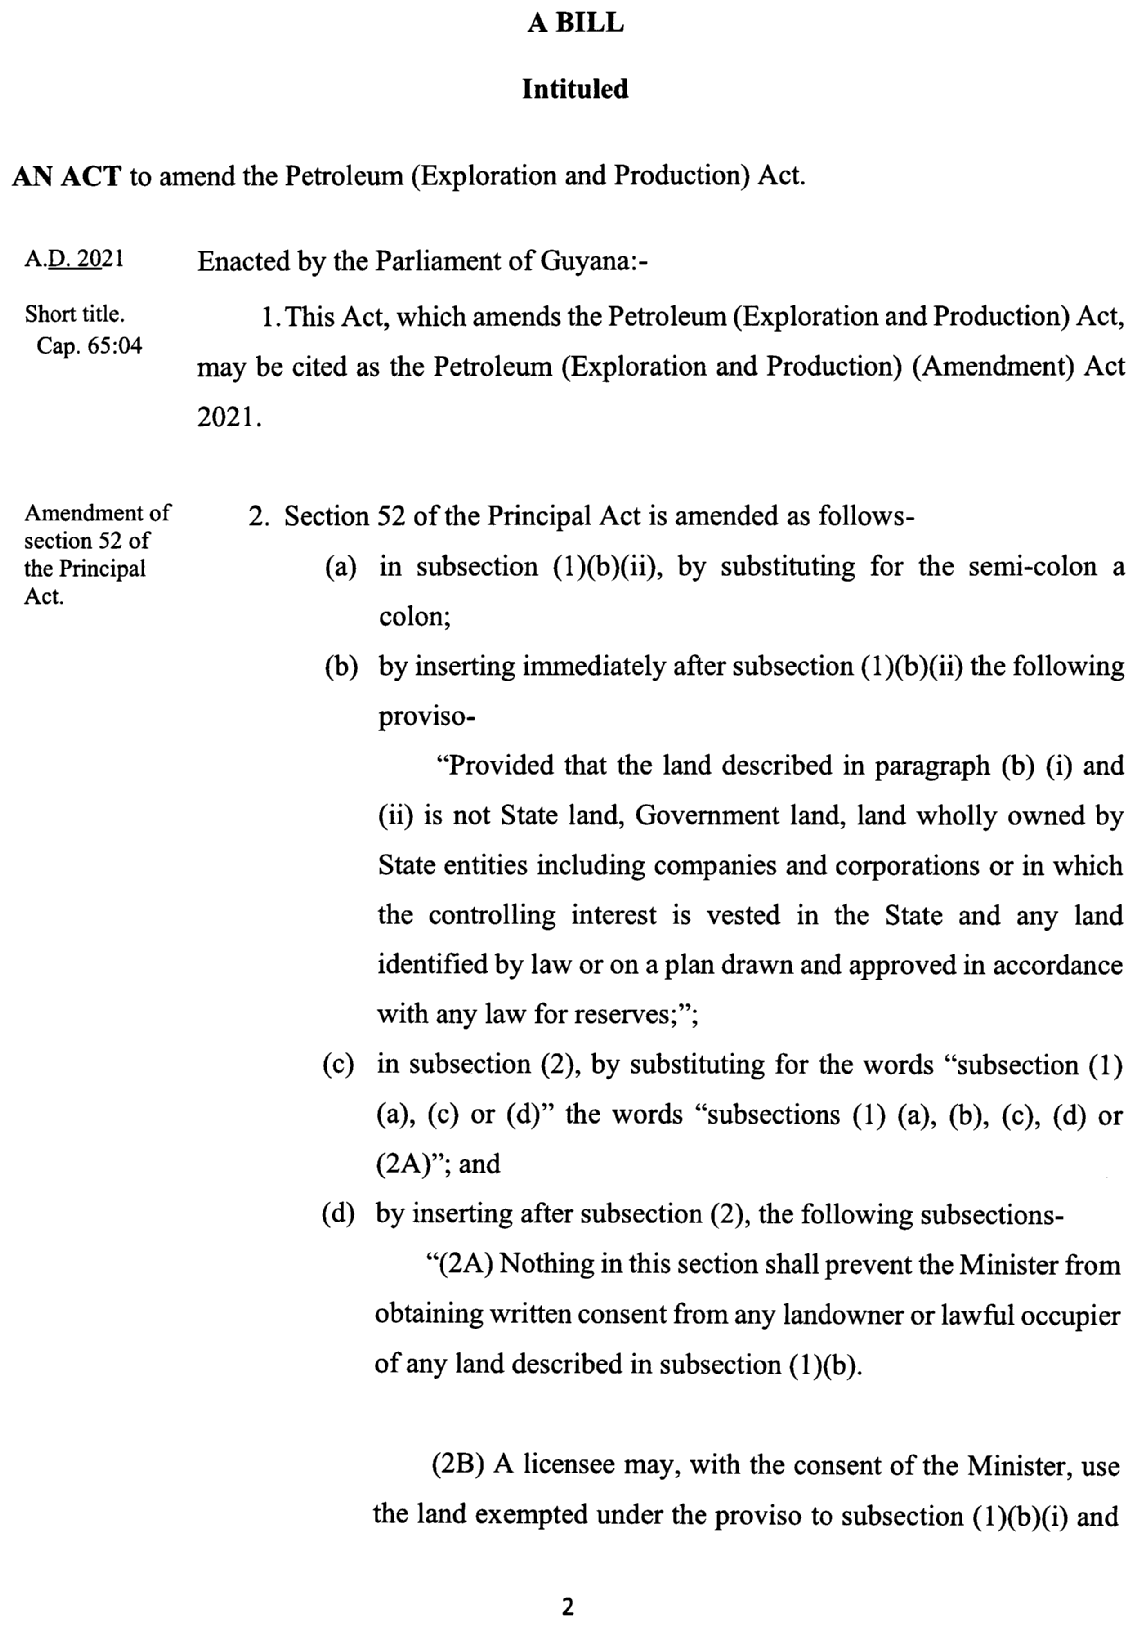 A BILL
Intituled
AN ACT to amend the Petroleum (Exploration and Production) Act.
A.D. 2021
Enacted by the Parliament of Guyana:-
Short title.
Cap. 65:04
1.This Act, which amends the Petroleum (Exploration and Production) Act,
may be cited as the Petroleum (Exploration and Production) (Amendment) Act
2021.
Amendment of
section 52 of
the Principal
Act.
2. Section 52 of the Principal Act is amended as follows-
(a) in subsection (1)(b)(ii), by substituting for the semi-colon a
colon;
(b) by inserting immediately after subsection (1)(b)(ii) the following
proviso-
“Provided that the land described in paragraph (b) (i) and
(ii) is not State land, Government land, land wholly owned by
State entities including companies and corporations or in which
the controlling interest is vested in the State and any land
identified by law or on a plan drawn and approved in accordance
with any law for reserves;”;
(c) in subsection (2), by substituting for the words “subsection (1)
(a), (c) or (d)” the words “subsections (1) (a), (b), (c), (d) or
(2A)”; and
(d) by inserting after subsection (2), the following subsections-
“(2A) Nothing in this section shall prevent the Minister from
obtaining written consent from any landowner or lawful occupier
of any land described in subsection (1)(b).
(2B) A licensee may, with the consent of the Minister, use
the land exempted under the proviso to subsection (1)(b)(i) and
2